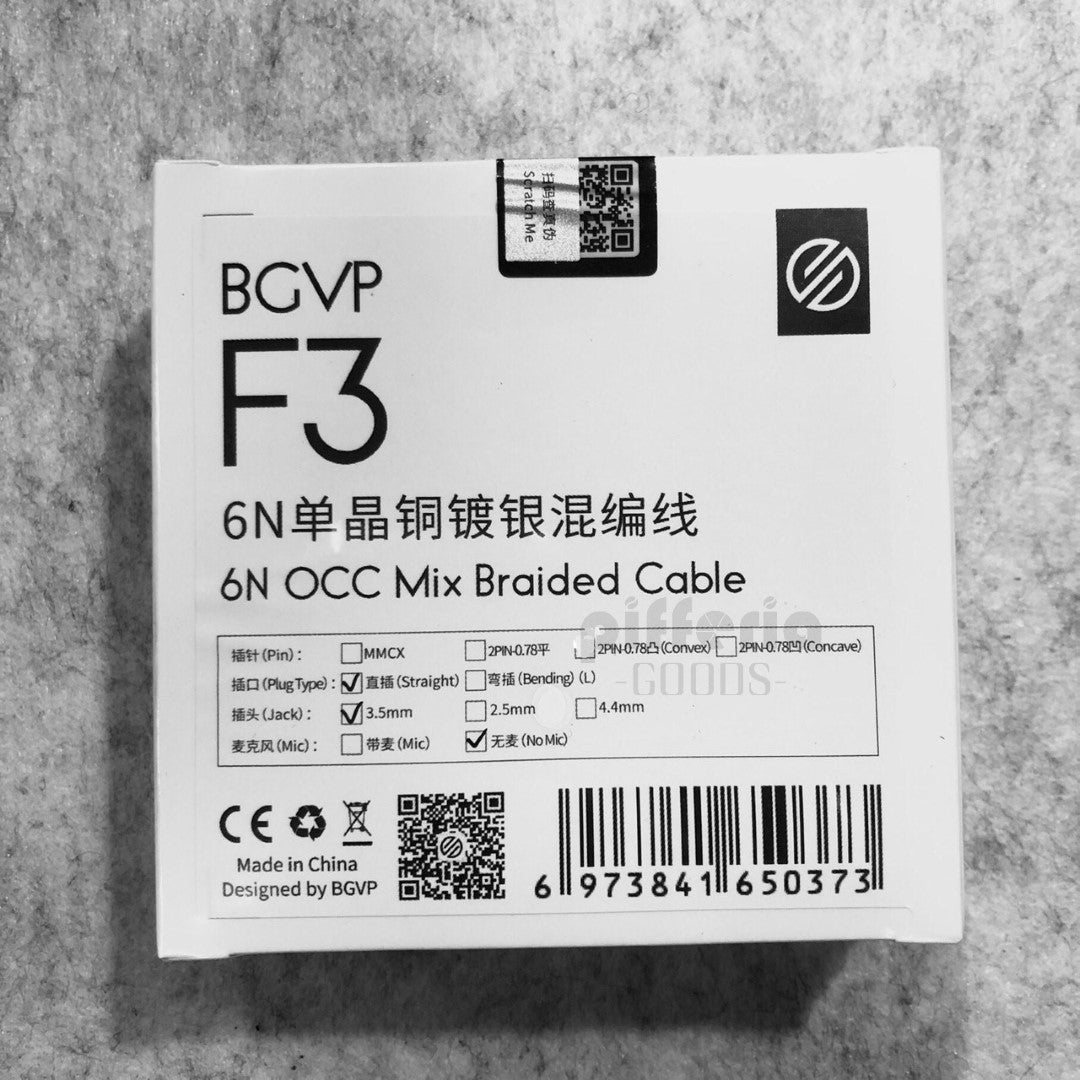 扫码查真伪
Scratch Me
BGVP
F3
6N单晶铜镀银混编线
6N OCC Mix Braided Cable
pifforia
-GOODS-
插针(Pin): MMCX 2PIN-0.78平 2PIN-0.78凸(Convex) 2PIN-0.78凹(Concave)
插口(Plug Type): 直插(Straight) 弯插(Bending)(L)
插头(Jack): 3.5mm 2.5mm 4.4mm
麦克风(Mic): 带麦(Mic) 无麦(No Mic)
CE
Made in China
Designed by BGVP
6 973841 650373